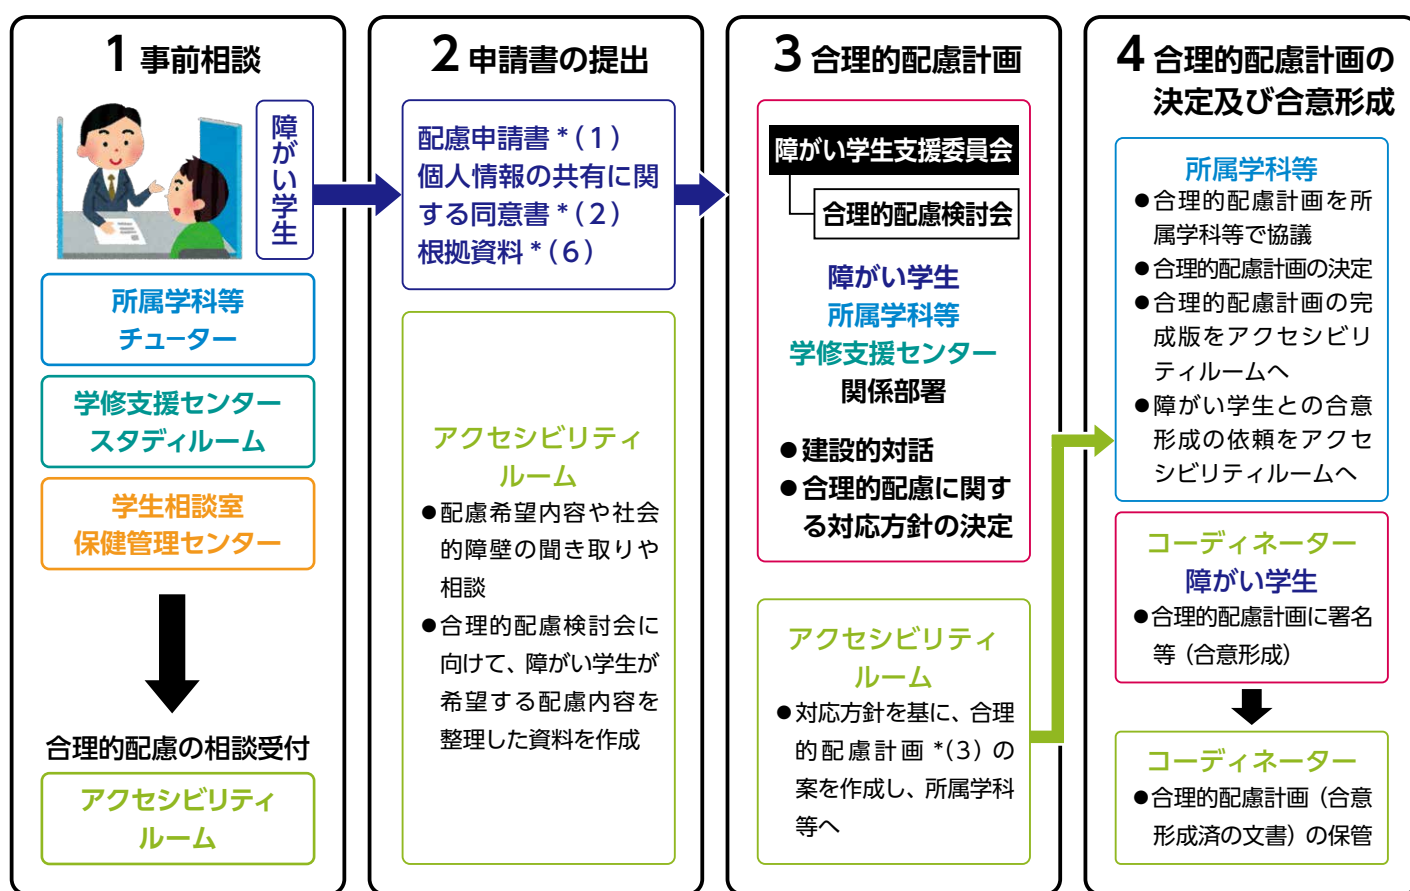 1 事前相談
障がい学生
所属学科等
チューター
学修支援センター
スタディルーム
学生相談室
保健管理センター
合理的配慮の相談受付
アクセシビリティ
ルーム
2 申請書の提出
配慮申請書 *(1)
個人情報の共有に関
する同意書 *(2)
根拠資料 *(6)
アクセシビリティ
ルーム
●配慮希望内容や社会
的障壁の聞き取りや
相談
●合理的配慮検討会に
向けて、障がい学生が
希望する配慮内容を
整理した資料を作成
3 合理的配慮計画
障がい学生支援委員会
合理的配慮検討会
障がい学生
所属学科等
学修支援センター
関係部署
●建設的対話
●合理的配慮に関す
る対応方針の決定
アクセシビリティ
ルーム
●対応方針を基に、合理
的配慮計画 *(3)の
案を作成し、所属学科
等へ
4 合理的配慮計画の
決定及び合意形成
所属学科等
●合理的配慮計画を所
属学科等で協議
●合理的配慮計画の決定
●合理的配慮計画の完
成版をアクセシビリ
ティルームへ
●障がい学生との合意
形成の依頼をアクセ
シビリティルームへ
コーディネーター
障がい学生
●合理的配慮計画に署名
等（合意形成）
コーディネーター
●合理的配慮計画（合意
形成済の文書）の保管